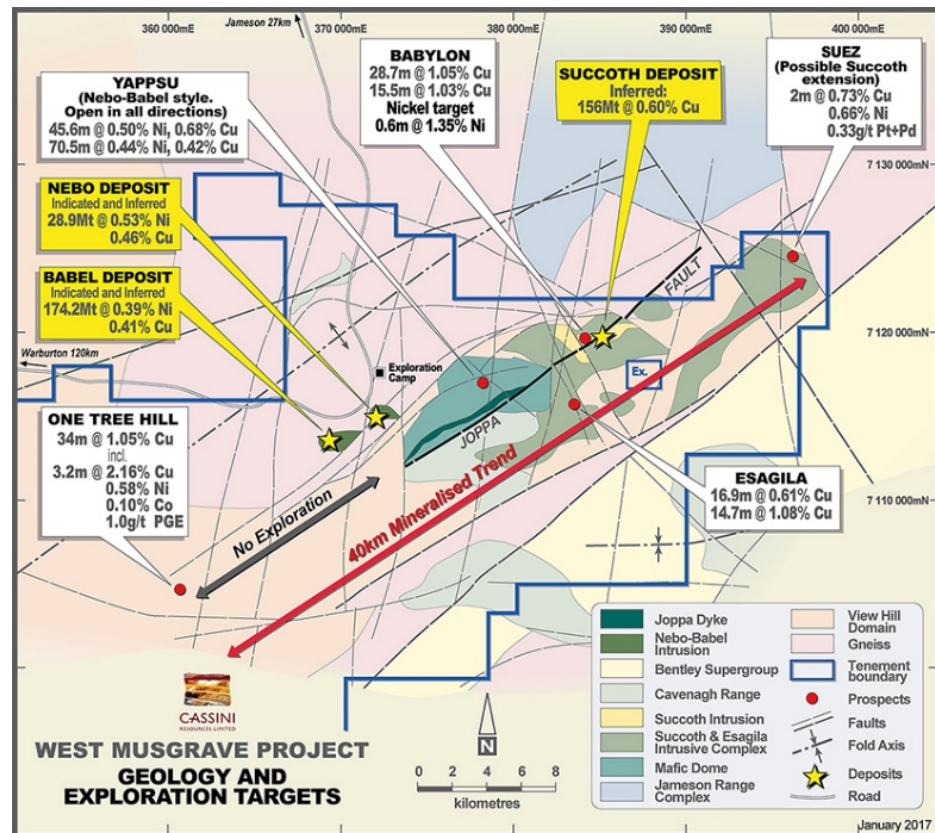 360 000mE
370 000mE
380 000mE
390 000mE
400 000mE
Jameson 27km
YAPPSU
(Nebo-Babel style.
Open in all directions)
45.6m @ 0.50% Ni, 0.68% Cu
70.5m @ 0.44% Ni, 0.42% Cu
BABYLON
28.7m @ 1.05% Cu
15.5m @ 1.03% Cu
Nickel target
0.6m @ 1.35% Ni
SUCCOTH DEPOSIT
Inferred:
156Mt @ 0.60% Cu
SUEZ
(Possible Succoth
extension)
2m @ 0.73% Cu
0.66% Ni
0.33g/t Pt+Pd
7 130 000mN
NEBO DEPOSIT
Indicated and Inferred
28.9Mt @ 0.53% Ni
0.46% Cu
BABEL DEPOSIT
Indicated and Inferred
174.2Mt @ 0.39% Ni
0.41% Cu
FAULT
7 120 000mN
Warburton 120km
Exploration
Camp
Ex.
JOPPA
ONE TREE HILL
34m @ 1.05% Cu
incl.
3.2m @ 2.16% Cu
0.58% Ni
0.10% Co
1.0g/t PGE
No Exploration
40km Mineralised Trend
ESAGILA
16.9m @ 0.61% Cu
14.7m @ 1.08% Cu
7 110 000mN
Joppa Dyke
Nebo-Babel
Intrusion
Bentley Supergroup
Cavenagh Range
Succoth Intrusion
Succoth & Esagila
Intrusive Complex
Mafic Dome
Jameson Range
Complex
View Hill
Domain
Gneiss
Tenement
boundary
Prospects
Faults
Fold Axis
Deposits
Road
CASSINI
RESOURCES LIMITED
WEST MUSGRAVE PROJECT
GEOLOGY AND
EXPLORATION TARGETS
N
0 2 4 6 8
kilometres
January 2017